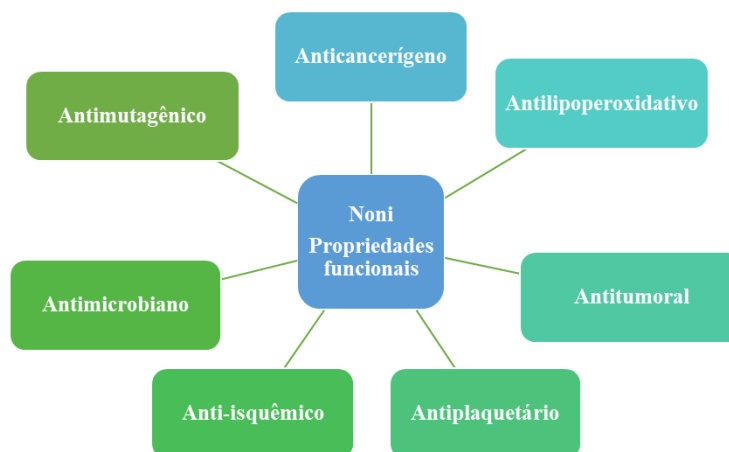 Anticancerígeno
Antimutagênico
Antilipoperoxidativo
Noni
Propriedades
funcionais
Antimicrobiano
Antitumoral
Anti-isquêmico
Antiplaquetário